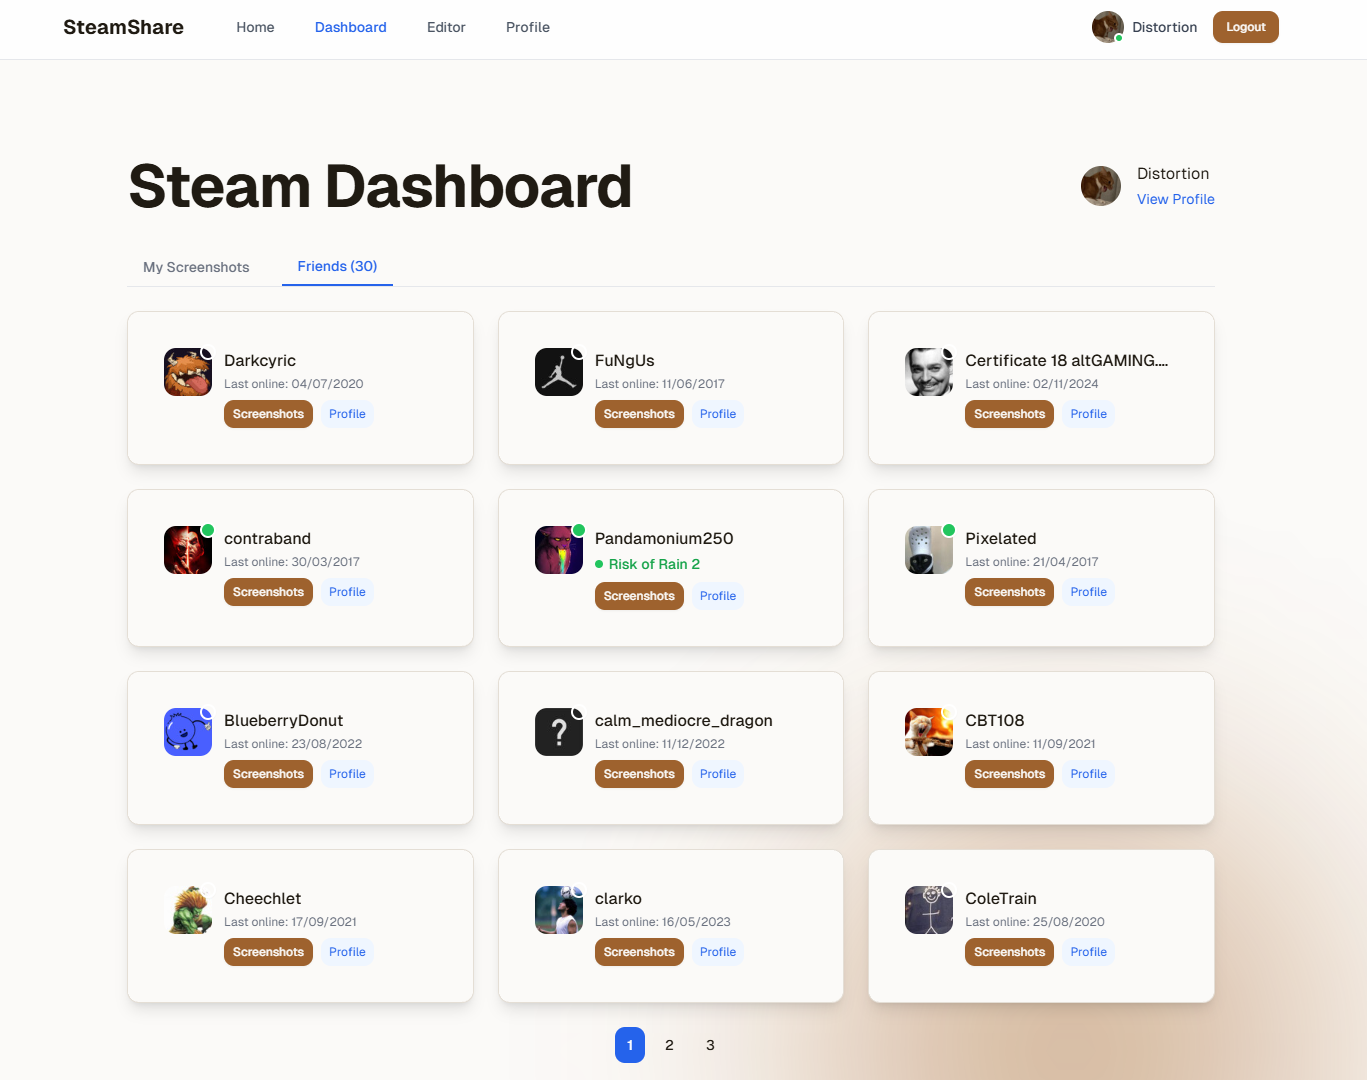 SteamShare
Home
Dashboard
Editor
Profile
Distortion
Logout
Steam Dashboard
Distortion
View Profile
My Screenshots
Friends (30)
Darkcyric
Last online: 04/07/2020
Screenshots
Profile
FuNgUs
Last online: 11/06/2017
Screenshots
Profile
Certificate 18 altGAMING....
Last online: 02/11/2024
Screenshots
Profile
contraband
Last online: 30/03/2017
Screenshots
Profile
Pandamonium250
Risk of Rain 2
Screenshots
Profile
Pixelated
Last online: 21/04/2017
Screenshots
Profile
BlueberryDonut
Last online: 23/08/2022
Screenshots
Profile
?
calm_mediocre_dragon
Last online: 11/12/2022
Screenshots
Profile
CBT108
Last online: 11/09/2021
Screenshots
Profile
Cheechlet
Last online: 17/09/2021
Screenshots
Profile
clarko
Last online: 16/05/2023
Screenshots
Profile
ColeTrain
Last online: 25/08/2020
Screenshots
Profile
1
2
3